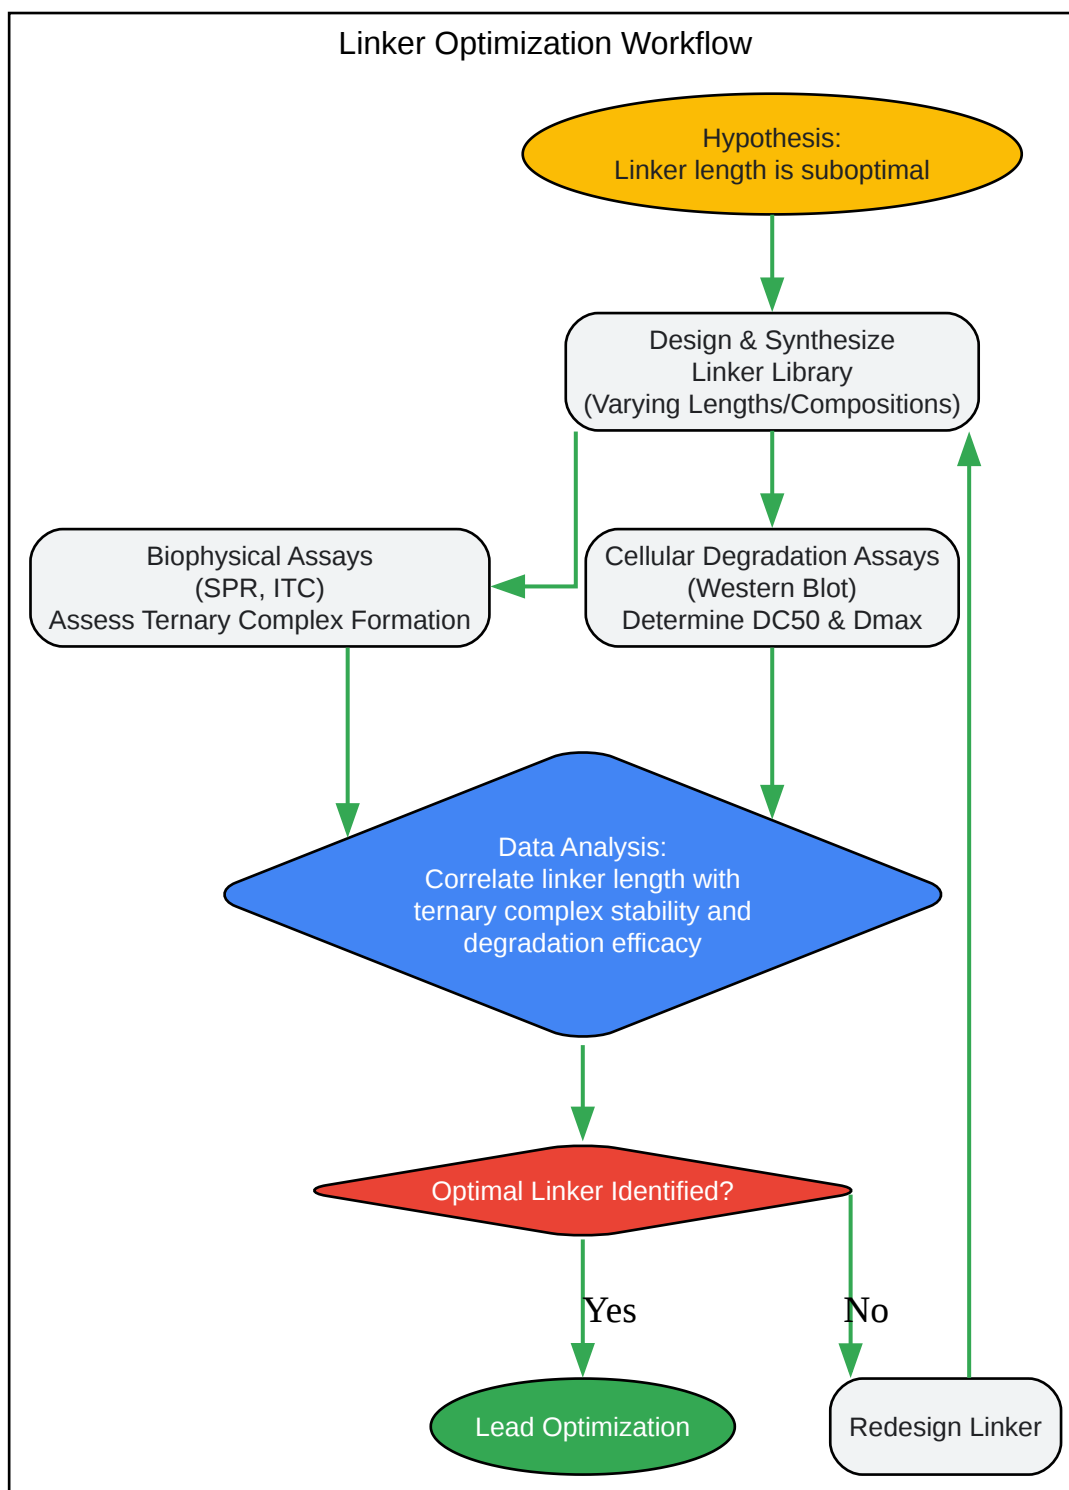 Linker Optimization Workflow
Hypothesis:
Linker length is suboptimal
Design & Synthesize
Linker Library
(Varying Lengths/Compositions)
Biophysical Assays
(SPR, ITC)
Assess Ternary Complex Formation
Cellular Degradation Assays
(Western Blot)
Determine DC50 & Dmax
Data Analysis:
Correlate linker length with
ternary complex stability and
degradation efficacy
Optimal Linker Identified?
Yes
No
Lead Optimization
Redesign Linker